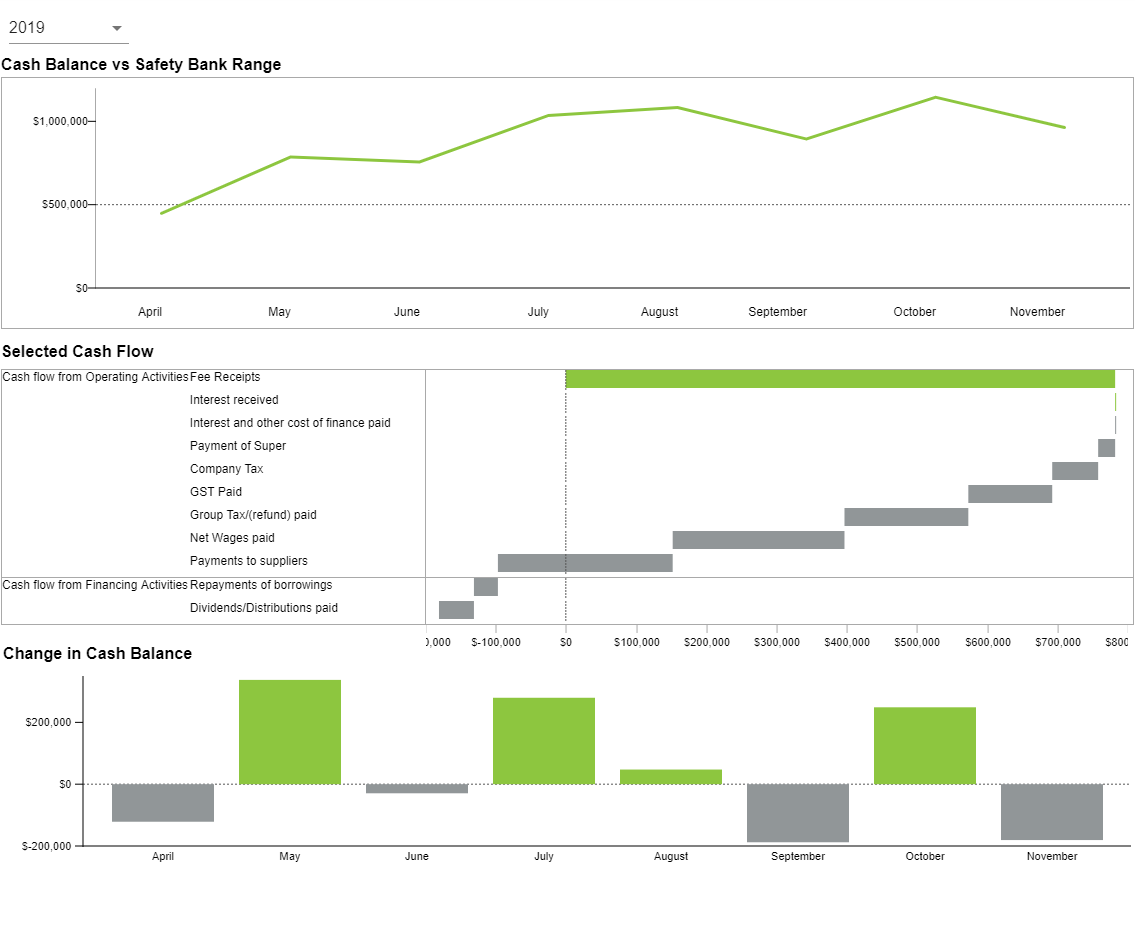 2019
Cash Balance vs Safety Bank Range
$1,000,000
$500,000
$0
April May June July August September October November
Selected Cash Flow
Cash flow from Operating Activities Fee Receipts
Interest received
Interest and other cost of finance paid
Payment of Super
Company Tax
GST Paid
Group Tax/(refund) paid
Net Wages paid
Payments to suppliers
Cash flow from Financing Activities Repayments of borrowings
Dividends/Distributions paid
0,000 $-100,000 $0 $100,000 $200,000 $300,000 $400,000 $500,000 $600,000 $700,000 $800
Change in Cash Balance
$200,000
$0
$-200,000
April May June July August September October November